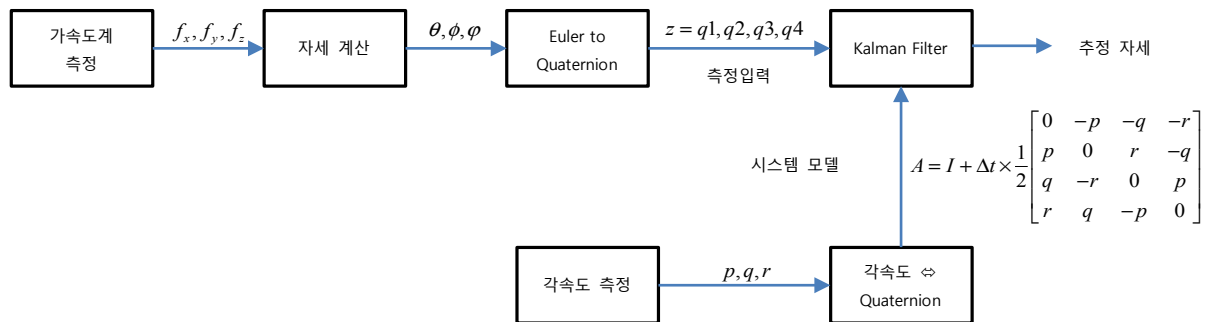 가속도계
측정
f_x, f_y, f_z
자세 계산
θ,ϕ,φ
Euler to
Quaternion
z = q1, q2, q3, q4
측정입력
Kalman Filter
추정 자세
시스템 모델
A = I + Δt × 1/2 [0 −p −q −r
p 0 r −q
q −r 0 p
r q −p 0]
각속도 측정
p, q, r
각속도 ⇔
Quaternion